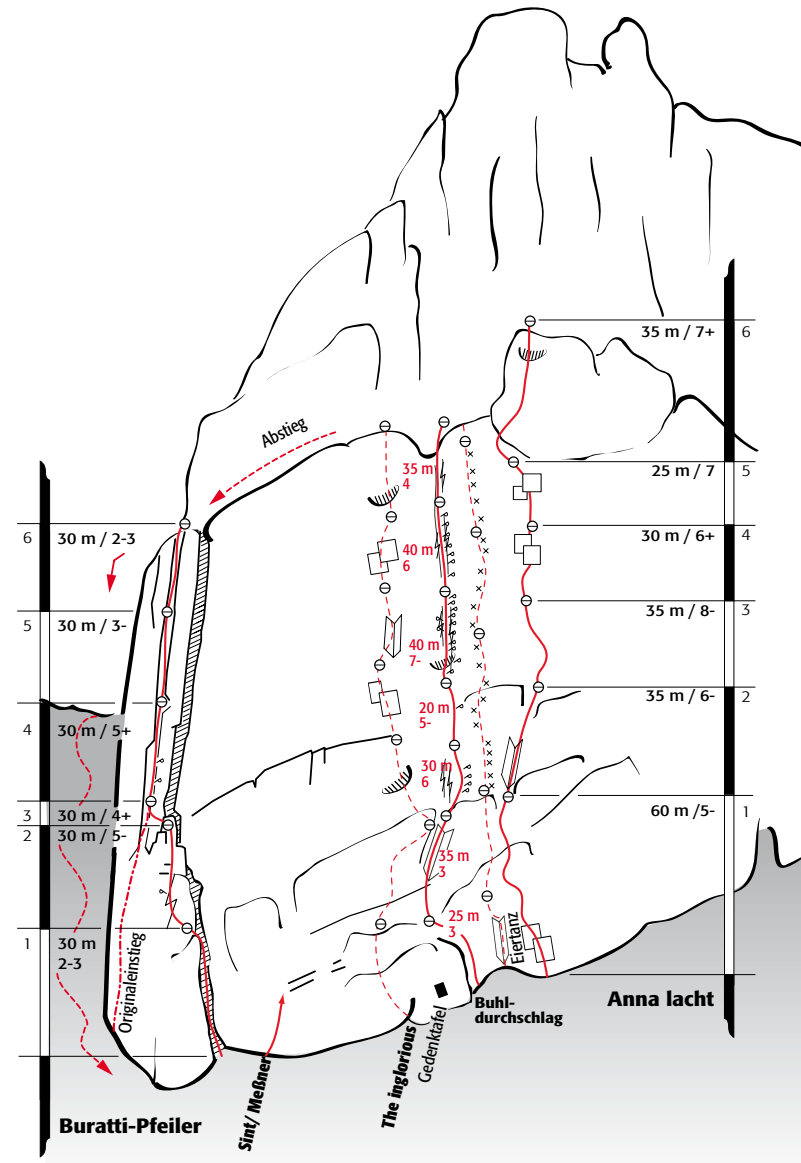 Abstieg
6
30 m / 2-3
5
30 m / 3-
4
30 m / 5+
3
30 m / 4+
2
30 m / 5-
1
30 m
2-3
Originaleinstieg
Buratti-Pfeiler
Sint/ Meßner
The inglorious
Gedenktafel
35 m
4
40 m
6
40 m
7-
20 m
5-
30 m
6
35 m
3
25 m
3
Buhl-
durchschlag
Eiertanz
35 m / 7+
6
25 m / 7
5
30 m / 6+
4
35 m / 8-
3
35 m / 6-
2
60 m /5-
1
Anna lacht